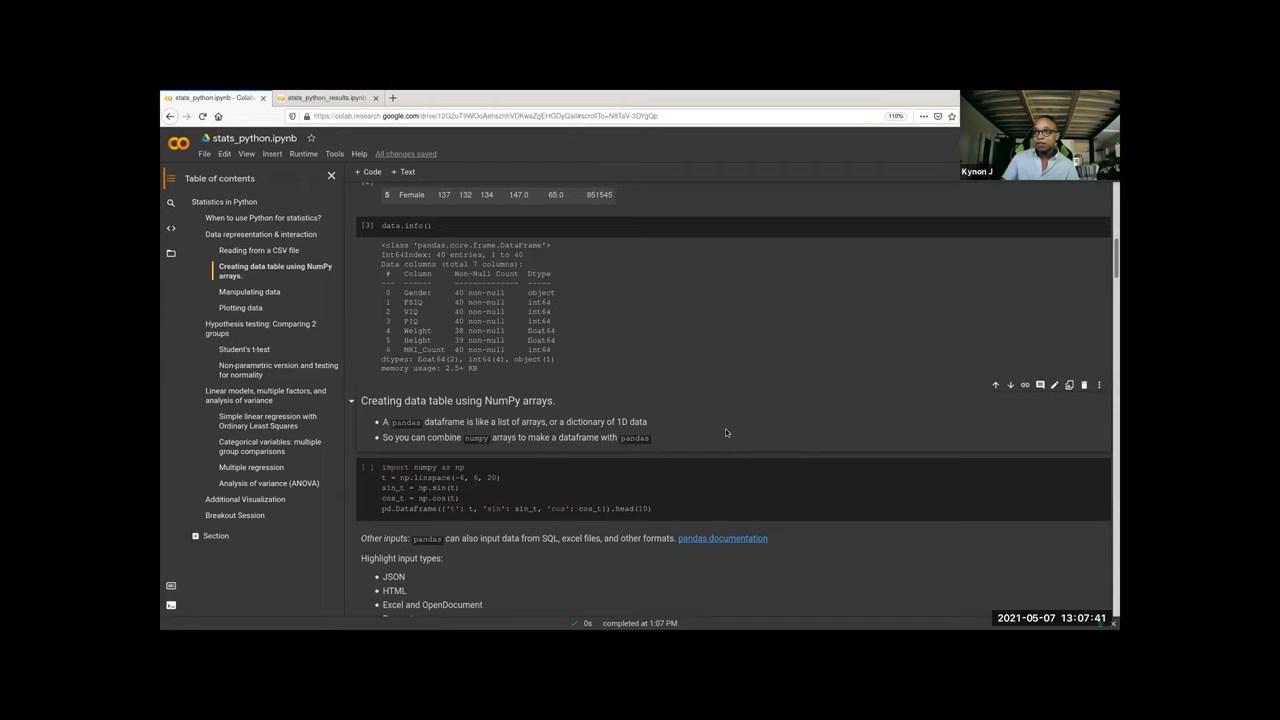 stats_python.ipynb - Colab
stats_python_results.ipynb
https://colab.research.google.com/drive/
110%
stats_python.ipynb
File Edit View Insert Runtime Tools Help All changes saved
Kynon J
Table of contents
+ Code + Text
Statistics in Python
When to use Python for statistics?
Data representation & interaction
Reading from a CSV file
Creating data table using NumPy
arrays.
Manipulating data
Plotting data
Hypothesis testing: Comparing 2
groups
Student's t-test
Non-parametric version and testing
for normality
Linear models, multiple factors, and
analysis of variance
Simple linear regression with
Ordinary Least Squares
Categorical variables: multiple
group comparisons
Multiple regression
Analysis of variance (ANOVA)
Additional Visualization
Breakout Session
Section
5 Female 137 132 134 147.0 65.0 951545
[3] data.info()
<class 'pandas.core.frame.DataFrame'>
Int64Index: 40 entries, 1 to 40
Data columns (total 7 columns):
# Column Non-Null Count Dtype
--- ------ -------------- -----
0 Gender 40 non-null object
1 FSIQ 40 non-null int64
2 VIQ 40 non-null int64
3 PIQ 40 non-null int64
4 Weight 38 non-null float64
5 Height 39 non-null float64
6 MRI_Count 40 non-null int64
dtypes: float64(2), int64(4), object(1)
memory usage: 2.5+ KB
Creating data table using NumPy arrays.
• A pandas dataframe is like a list of arrays, or a dictionary of 1D data
• So you can combine numpy arrays to make a dataframe with pandas
[ ] import numpy as np
t = np.linspace(-6, 6, 20)
sin_t = np.sin(t)
cos_t = np.cos(t)
pd.DataFrame({'t': t, 'sin': sin_t, 'cos': cos_t}).head(10)
Other inputs: pandas can also input data from SQL, excel files, and other formats. pandas documentation
Highlight input types:
• JSON
• HTML
• Excel and OpenDocument
0s completed at 1:07 PM
2021-05-07 13:07:41